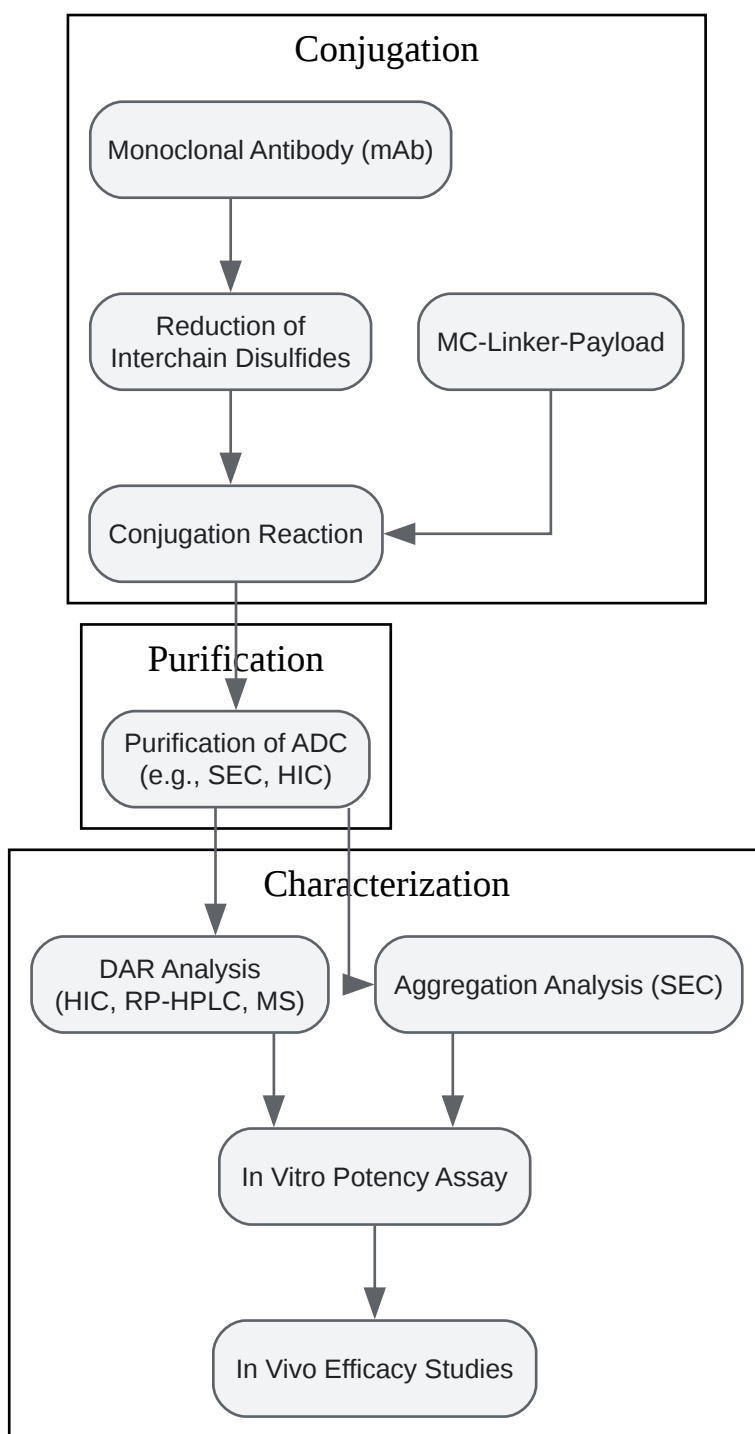 Conjugation
Monoclonal Antibody (mAb)
Reduction of
Interchain Disulfides
MC-Linker-Payload
Conjugation Reaction
Purification
Purification of ADC
(e.g., SEC, HIC)
Characterization
DAR Analysis
(HIC, RP-HPLC, MS)
Aggregation Analysis (SEC)
In Vitro Potency Assay
In Vivo Efficacy Studies